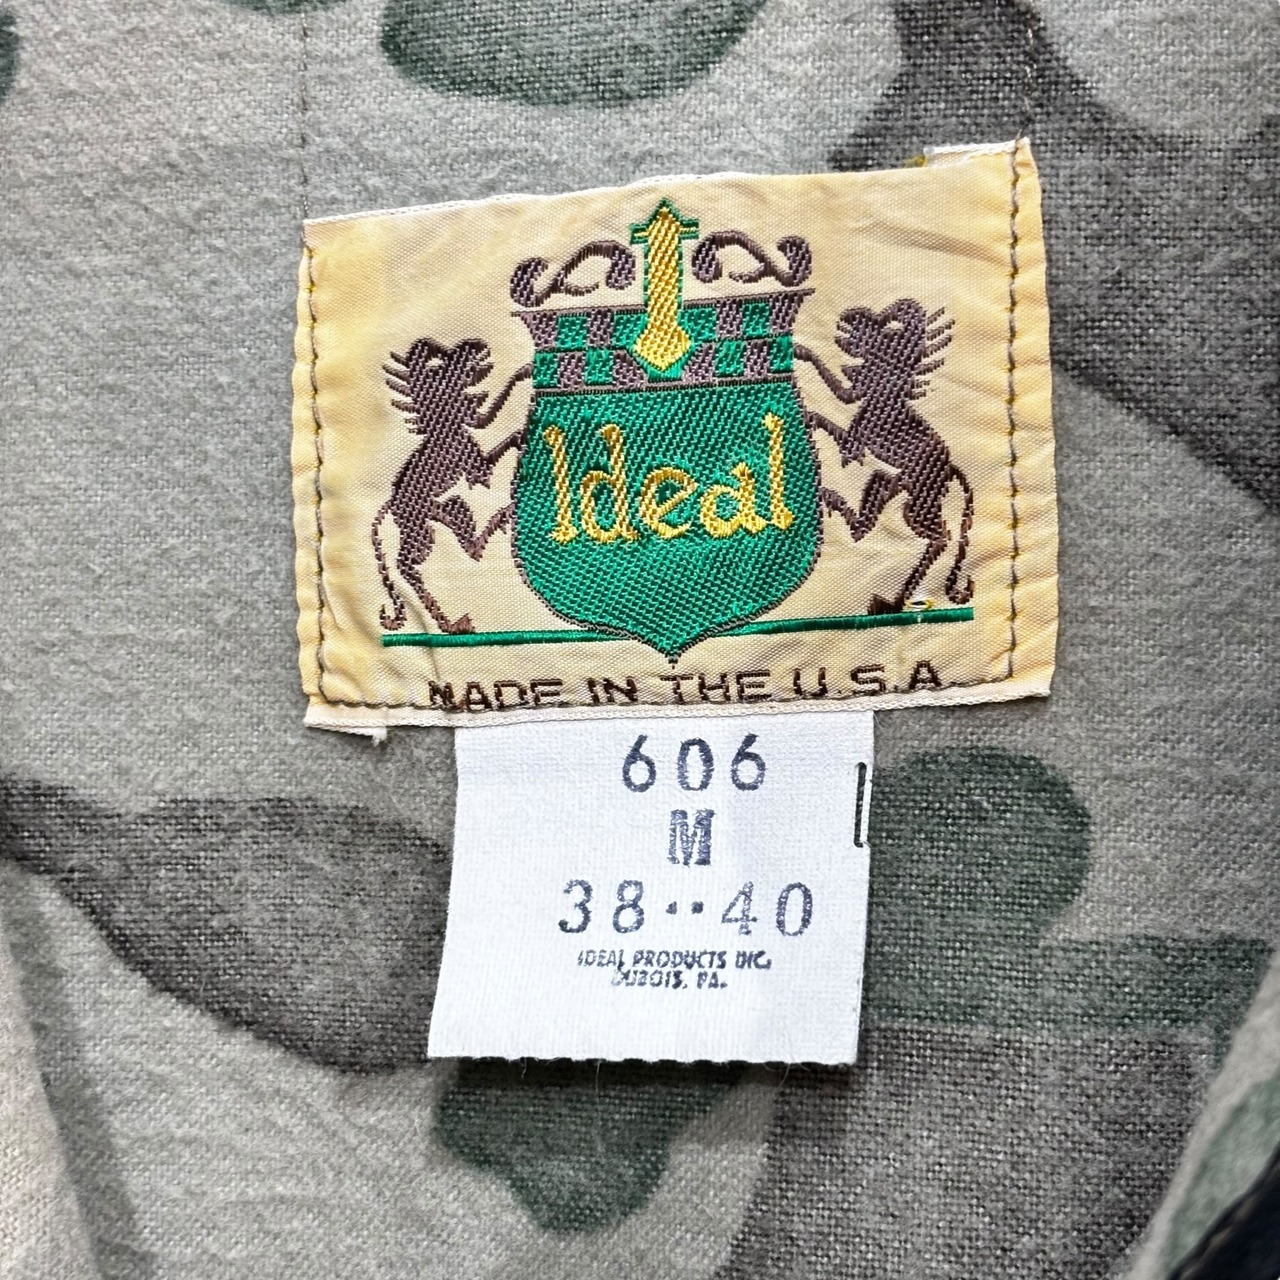 Ideal
MADE IN THE U.S.A.
606
M
38--40
IDEAL PRODUCTS INC.
DUBOIS, PA.